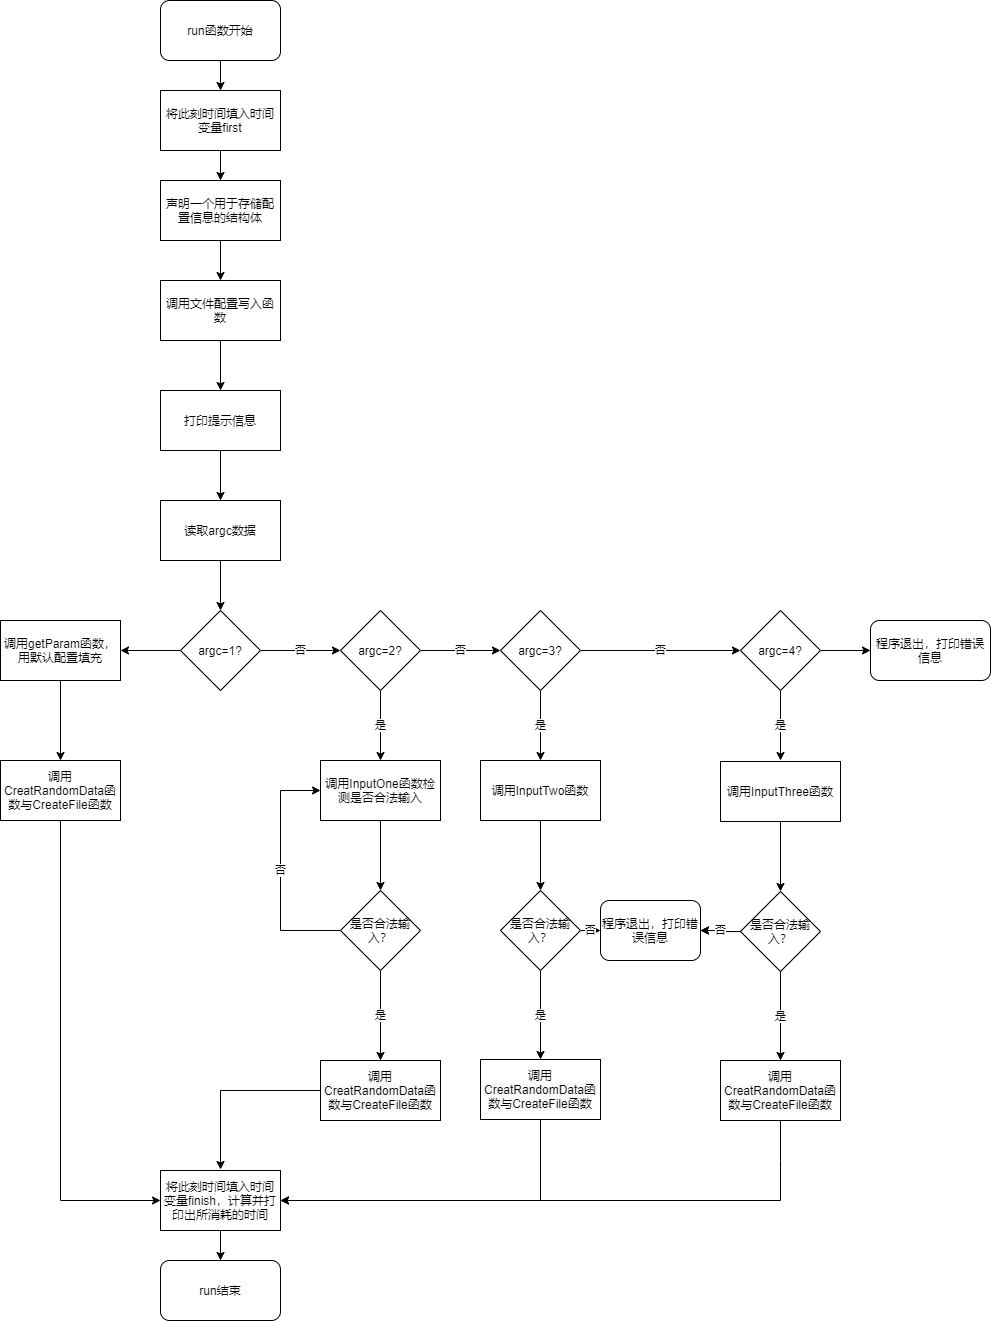 run函数开始
将此刻时间填入时间
变量first
声明一个用于存储配
置信息的结构体
调用文件配置写入函
数
打印提示信息
读取argc数据
调用getParam函数，
用默认配置填充
argc=1?
否
argc=2?
否
argc=3?
否
argc=4?
程序退出，打印错误
信息
是
是
是
调用
CreatRandomData函
数与CreateFile函数
调用InputOne函数检
测是否合法输入
调用InputTwo函数
调用InputThree函数
否
是否合法输
入？
是否合法输
入？
否
程序退出，打印错
误信息
否
是否合法输
入？
是
是
是
调用
CreatRandomData函
数与CreateFile函数
调用
CreatRandomData函
数与CreateFile函数
调用
CreatRandomData函
数与CreateFile函数
将此刻时间填入时间
变量finish，计算并打
印出所消耗的时间
run结束